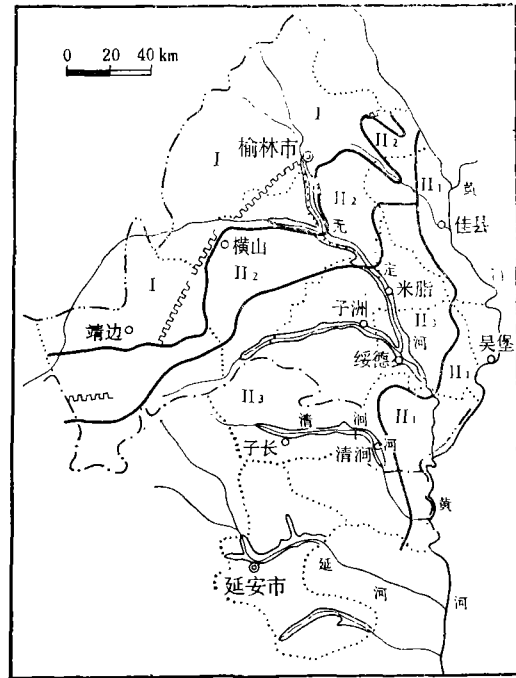 0 20 40 km
I
I
榆林市
II₂
II₁
黄
佳县
II₂
无
横山
I
II₂
定
米脂
靖边
子洲
II₃
河
吴堡
绥德
II₁
II₃
清
涧
II₁
子长
清涧
河
黄
延
延安市
河
河